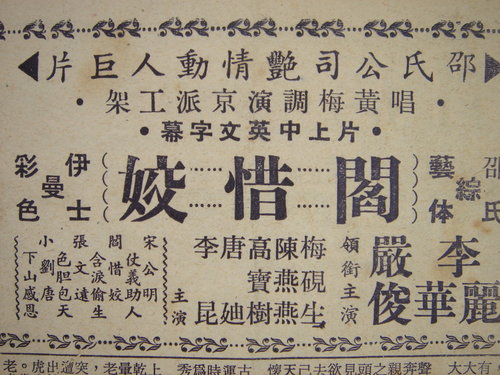 邵氏公司艷情動人巨片
唱黃梅調 · 演京派工架
片上中英文字幕
邵氏綜藝體
閻惜姣
伊士曼彩色
李麗華
嚴俊
領銜主演
梅硯生
陳燕燕
高寶樹
唐廸
李昆
主演
宋公明 仗義助人
閻惜姣 含淚偷生
張文遠 色胆包天
小劉唐 下山感恩